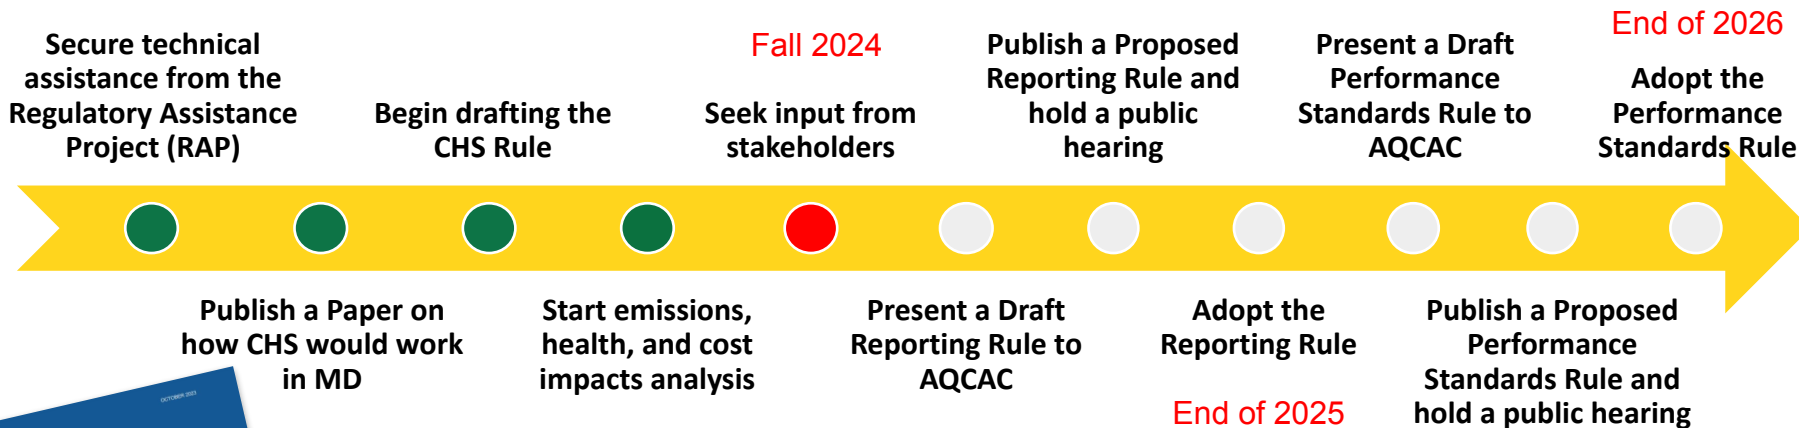 Secure technical
assistance from the
Regulatory Assistance
Project (RAP)
Begin drafting the
CHS Rule
Fall 2024
Seek input from
stakeholders
Publish a Proposed
Reporting Rule and
hold a public
hearing
Present a Draft
Performance
Standards Rule to
AQCAC
End of 2026
Adopt the
Performance
Standards Rule
Publish a Paper on
how CHS would work
in MD
Start emissions,
health, and cost
impacts analysis
Present a Draft
Reporting Rule to
AQCAC
Adopt the
Reporting Rule
End of 2025
Publish a Proposed
Performance
Standards Rule and
hold a public hearing
OCTOBER 2023